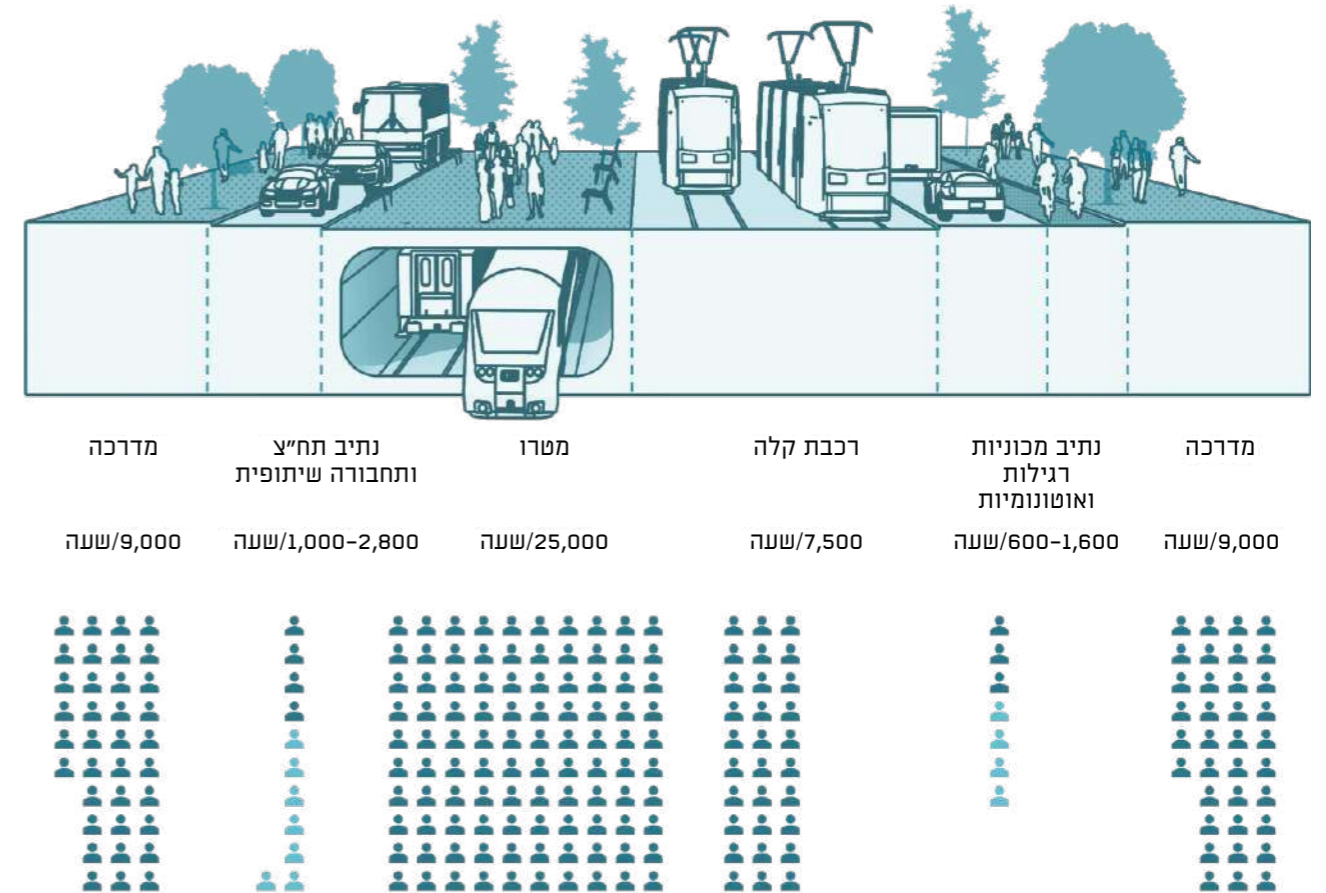 מדרכה
נתיב מכוניות
רגילות
ואוטונומיות
רכבת קלה
מטרו
נתיב תח״צ
ותחבורה שיתופית
מדרכה
9,000/שעה
600-1,600/שעה
7,500/שעה
25,000/שעה
1,000-2,800/שעה
9,000/שעה